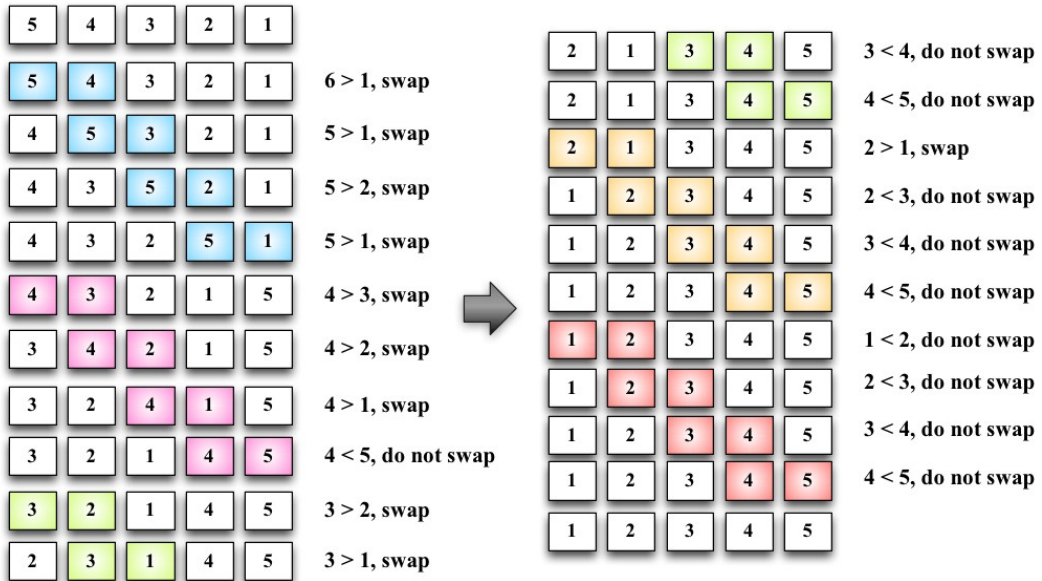 5 4 3 2 1
5 4 3 2 1 6 > 1, swap
4 5 3 2 1 5 > 1, swap
4 3 5 2 1 5 > 2, swap
4 3 2 5 1 5 > 1, swap
4 3 2 1 5 4 > 3, swap
3 4 2 1 5 4 > 2, swap
3 2 4 1 5 4 > 1, swap
3 2 1 4 5 4 < 5, do not swap
3 2 1 4 5 3 > 2, swap
2 3 1 4 5 3 > 1, swap
2 1 3 4 5 3 < 4, do not swap
2 1 3 4 5 4 < 5, do not swap
2 1 3 4 5 2 > 1, swap
1 2 3 4 5 2 < 3, do not swap
1 2 3 4 5 3 < 4, do not swap
1 2 3 4 5 4 < 5, do not swap
1 2 3 4 5 1 < 2, do not swap
1 2 3 4 5 2 < 3, do not swap
1 2 3 4 5 3 < 4, do not swap
1 2 3 4 5 4 < 5, do not swap
1 2 3 4 5